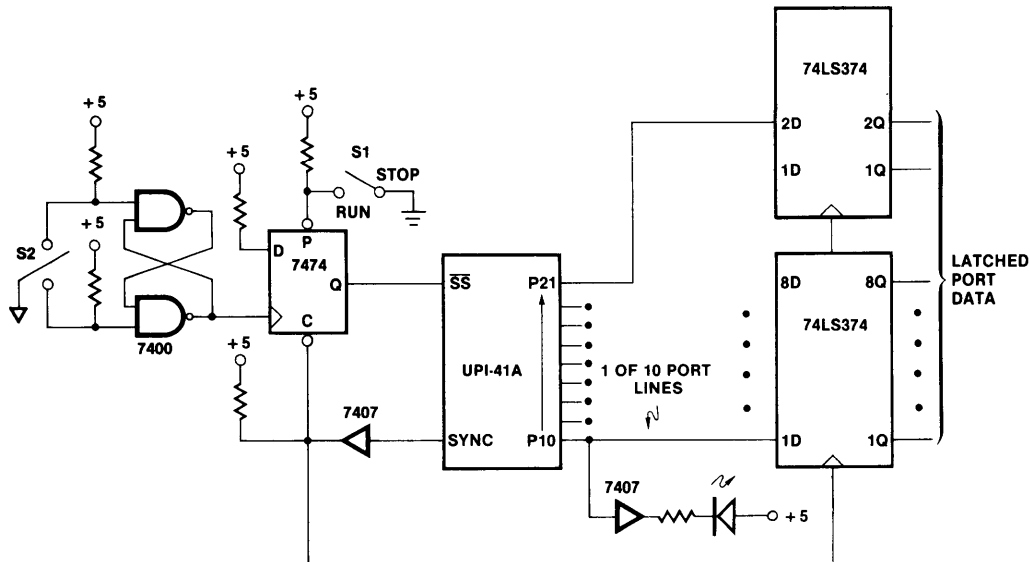 74LS374
2D 2Q
1D 1Q
+5
+5
+5
S1
STOP
RUN
+5
S2
7400
P
D 7474
Q
C
+5
7407
SS P21
UPI-41A
SYNC P10
1 OF 10 PORT
LINES
8D 8Q
74LS374
1D 1Q
LATCHED
PORT
DATA
7407
+5